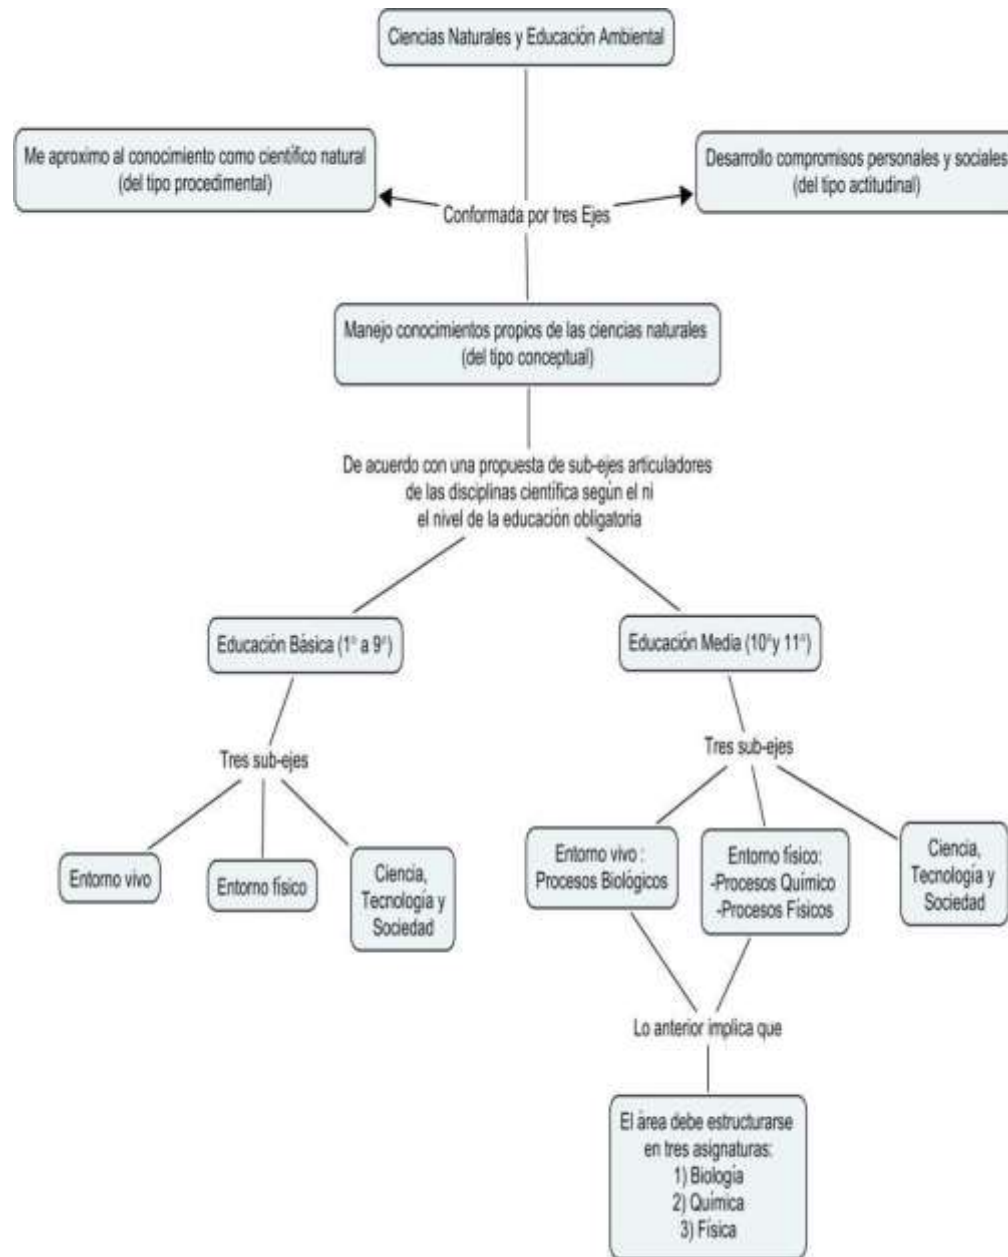 Ciencias Naturales y Educación Ambiental
Me aproximo al conocimiento como científico natural
(del tipo procedimental)
Desarrollo compromisos personales y sociales
(del tipo actitudinal)
Conformada por tres Ejes
Manejo conocimientos propios de las ciencias naturales
(del tipo conceptual)
De acuerdo con una propuesta de sub-ejes articuladores
de las disciplinas científica según el ni
el nivel de la educación obligatoria
Educación Básica (1° a 9°)
Educación Media (10°y 11°)
Tres sub-ejes
Tres sub-ejes
Entorno vivo
Entorno físico
Ciencia,
Tecnología y
Sociedad
Entorno vivo :
Procesos Biológicos
Entorno físico:
-Procesos Químico
-Procesos Físicos
Ciencia,
Tecnología y
Sociedad
Lo anterior implica que
El área debe estructurarse
en tres asignaturas:
1) Biología
2) Química
3) Física